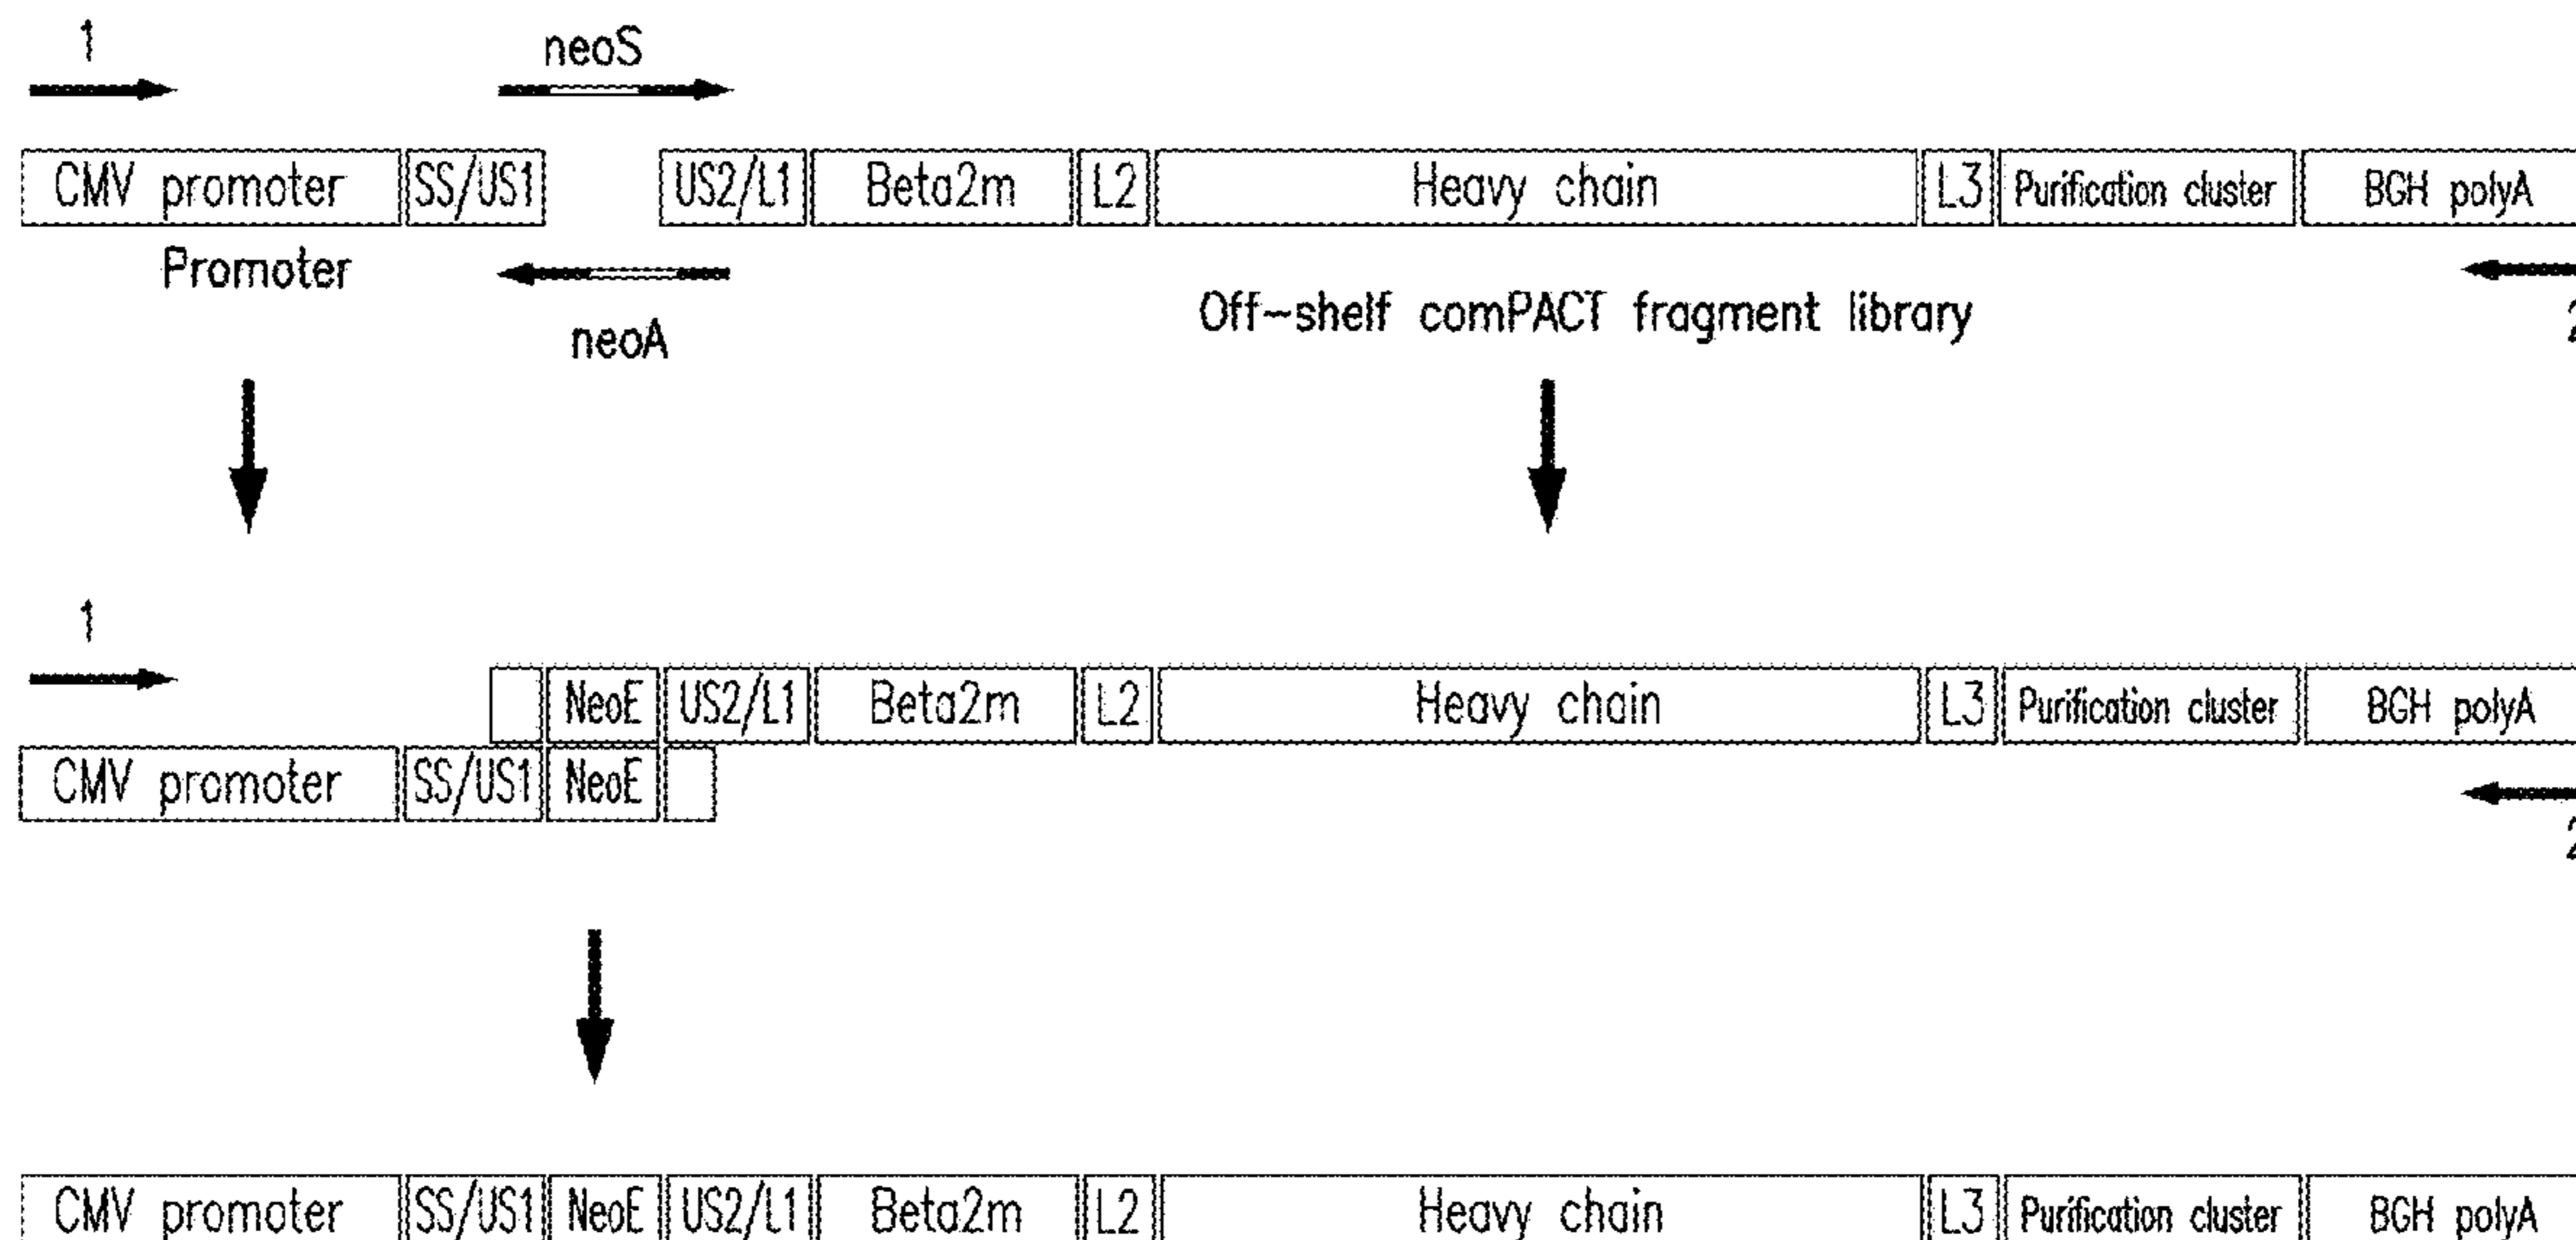 1
neoS
CMV promoter SS/US1 US2/L1 Beta2m L2 Heavy chain L3 Purification cluster BGH polyA
Promoter
neoA
Off-shelf comPACT fragment library
2
1
NeoE US2/L1 Beta2m L2 Heavy chain L3 Purification cluster BGH polyA
CMV promoter SS/US1 NeoE
2
CMV promoter SS/US1 NeoE US2/L1 Beta2m L2 Heavy chain L3 Purification cluster BGH polyA